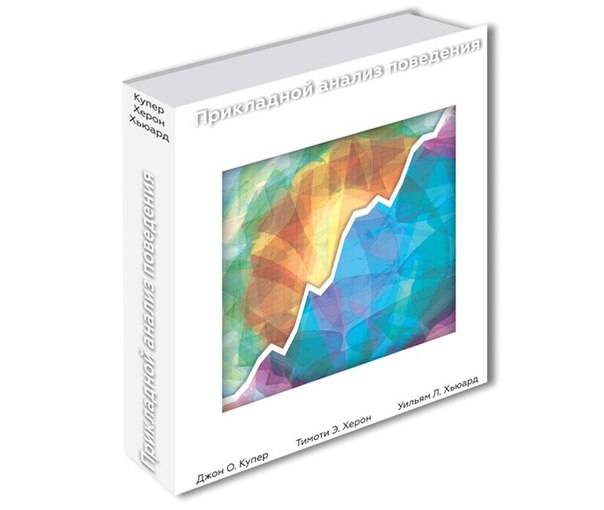 Купер
Херон
Хьюард
Прикладной анализ поведения
Прикладной анализ поведения
Джон О. Купер
Тимоти Э. Херон
Уильям Л. Хьюард